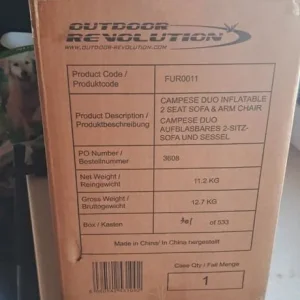 OUTDOOR
REVOLUTION
WWW.OUTDOOR-REVOLUTION.COM
Product Code /
Produktcode
FUR0011
Product Description /
Produktbeschreibung
CAMPESE DUO INFLATABLE
2 SEAT SOFA & ARM CHAIR
CAMPESE DUO
AUFBLASBARES 2-SITZ-
SOFA UND SESSEL
PO Number /
Bestellnummer
3608
Net Weight /
Reingewicht
11.2 KG
Gross Weight /
Bruttogewicht
12.7 KG
Box / Kasten
of 533
Made in China/ In China hergestellt
Case Qty / Fall-Menge
1